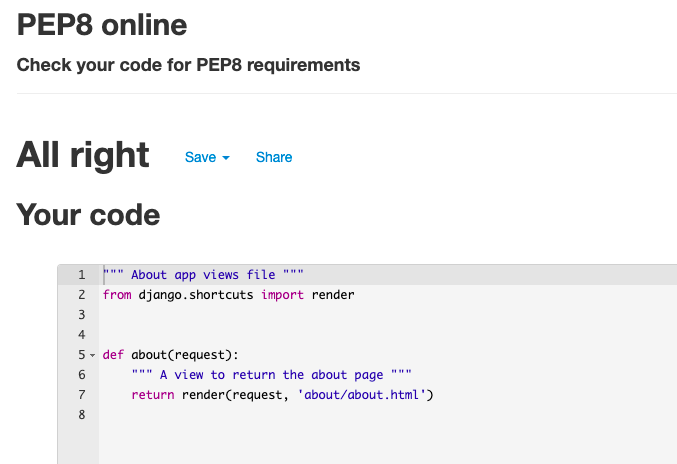 PEP8 online
Check your code for PEP8 requirements
All right Save Share
Your code
1 """ About app views file """
2 from django.shortcuts import render
3
4
5 def about(request):
6     """ A view to return the about page """
7     return render(request, 'about/about.html')
8